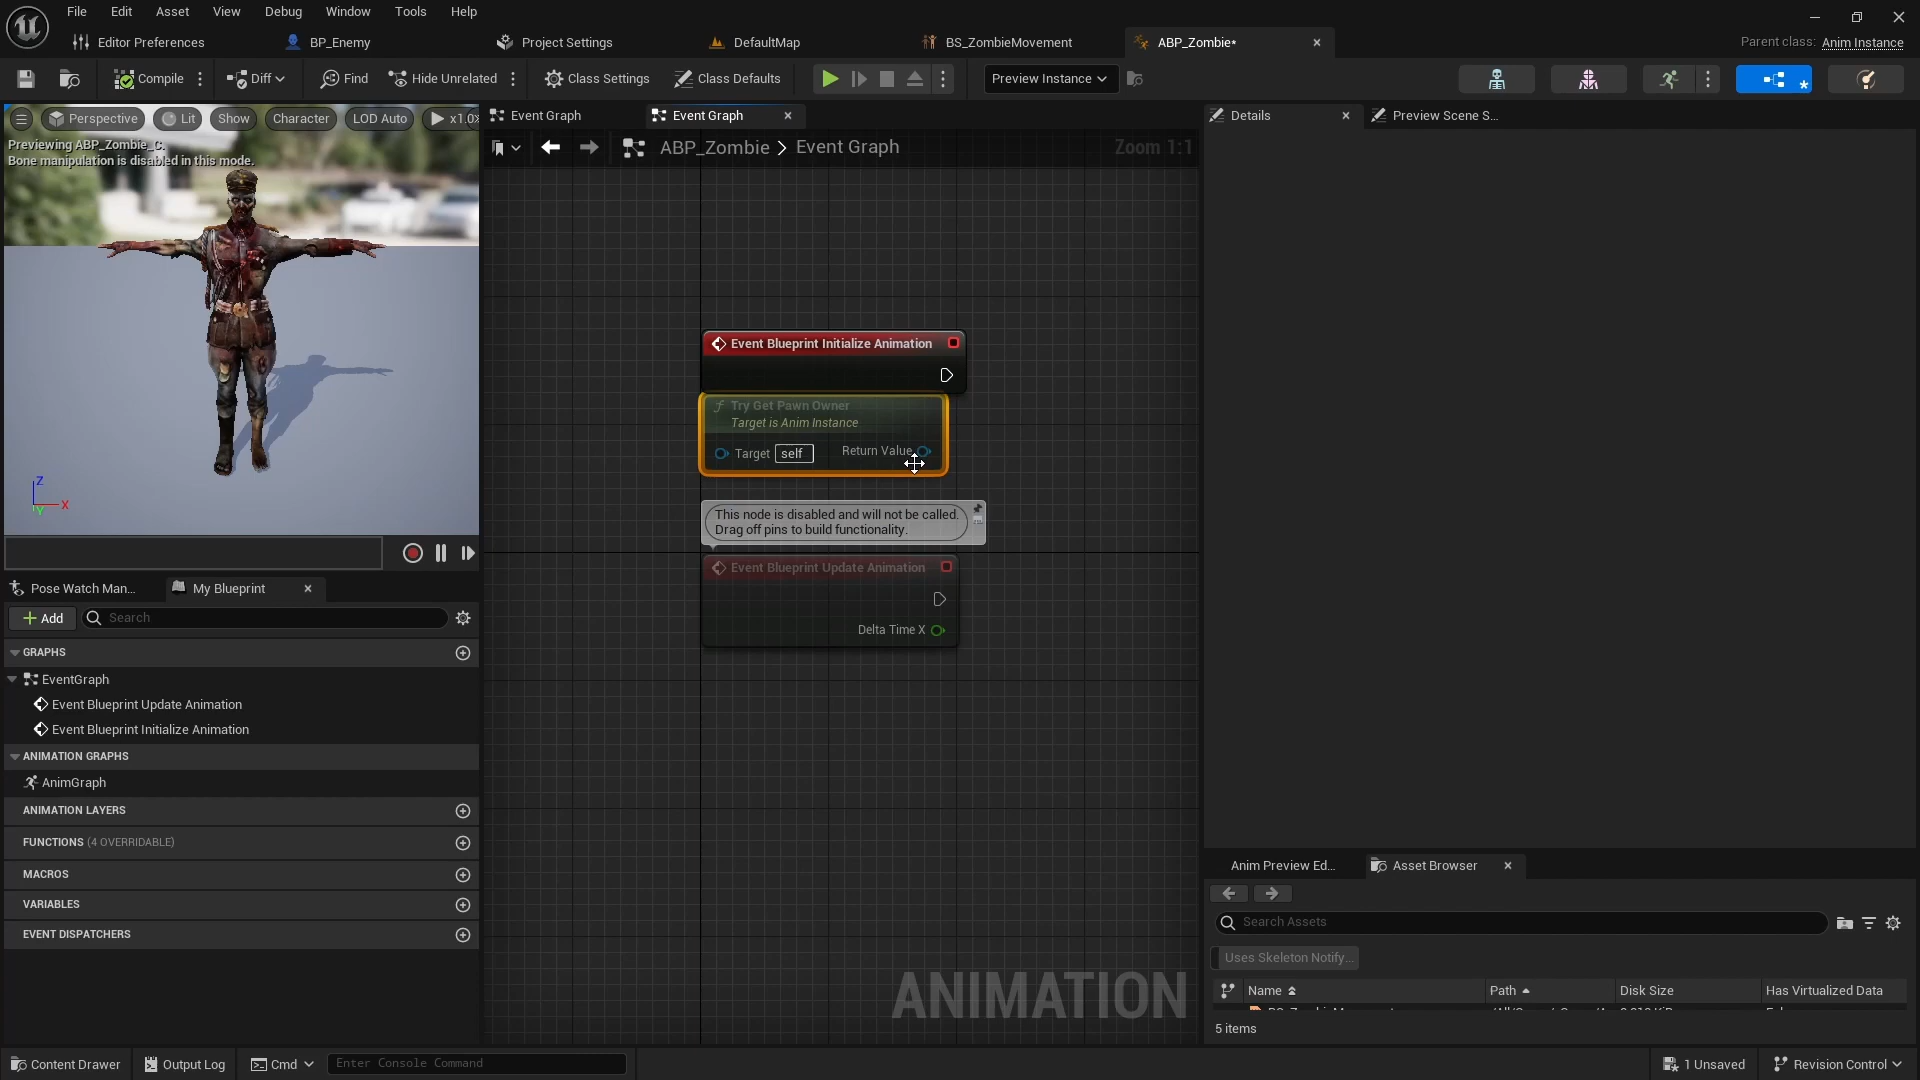 File Edit View Asset Debug Window Tools Help
Editor Preferences
BP_Enemy
Project Settings
DefaultMap
BS_ZombieMovement
ABP_Zombie*
Parent class: Anim Instance
Compile
Diff
Find
Hide Unrelated
Class Settings
Class Defaults
Preview Instance
Perspective
Lit
Show
Character
LOD Auto
x1.0
Previewing ABP_Zombie_C.
Bone manipulation is disabled in this mode.
Z
X
Y
Event Graph
Event Graph
ABP_Zombie > Event Graph
Zoom 1:1
Event Blueprint Initialize Animation
Try Get Pawn Owner
Target is Anim Instance
Target self
Return Value
This node is disabled and will not be called.
Drag off pins to build functionality.
Event Blueprint Update Animation
Delta Time X
ANIMATION
Pose Watch Man...
My Blueprint
Add
Search
GRAPHS
EventGraph
Event Blueprint Update Animation
Event Blueprint Initialize Animation
ANIMATION GRAPHS
AnimGraph
ANIMATION LAYERS
FUNCTIONS (4 OVERRIDABLE)
MACROS
VARIABLES
EVENT DISPATCHERS
Details
Preview Scene S...
Anim Preview Ed...
Asset Browser
Search Assets
Uses Skeleton Notify...
Name
Path
Disk Size
Has Virtualized Data
5 items
Content Drawer
Output Log
Cmd
Enter Console Command
1 Unsaved
Revision Control